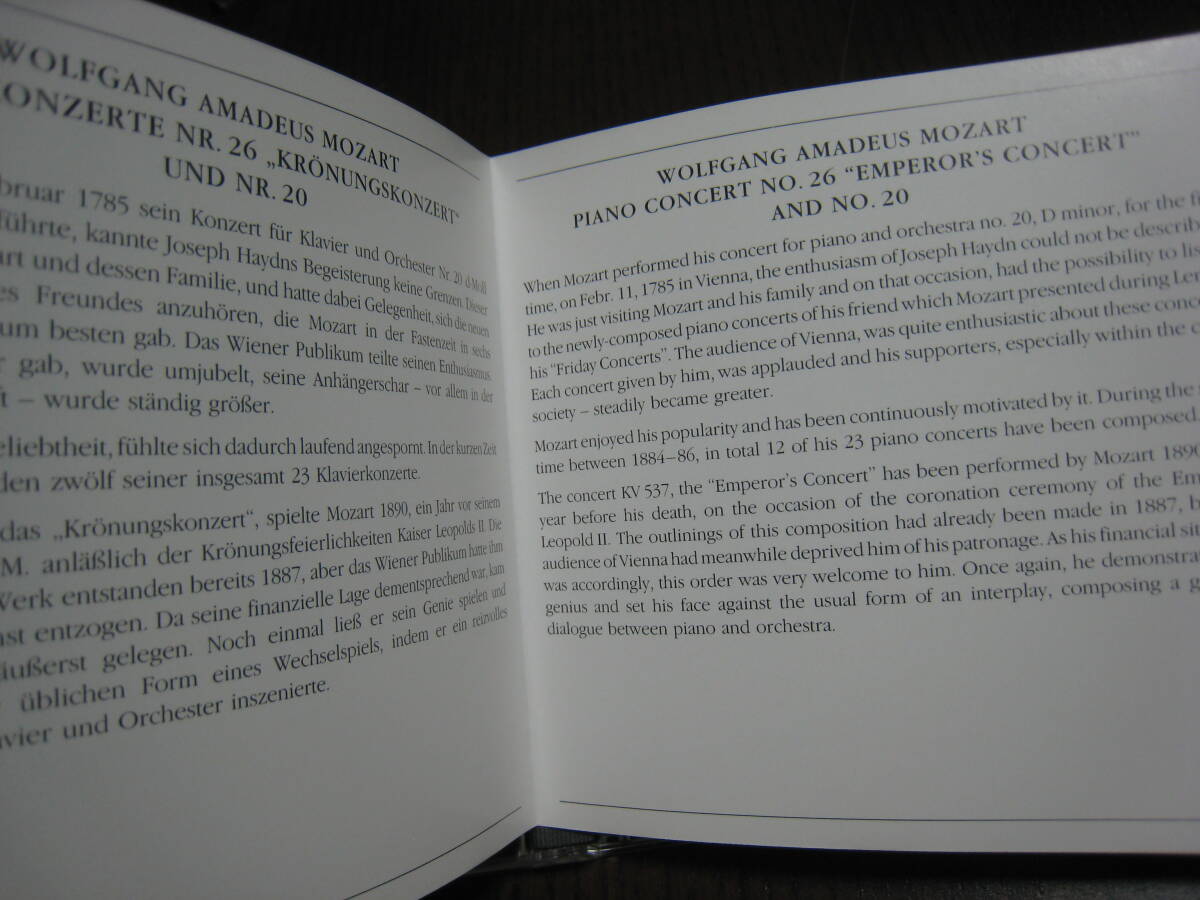 WOLFGANG AMADEUS MOZART
KONZERTE NR. 26 „KRÖNUNGSKONZERT"
UND NR. 20
1785 sein Konzert für Klavier und Orchester Nr. 20 d-Moll
führte, kannte Joseph Haydns Begeisterung keine Grenzen. Dieser
und dessen Familie, und hatte dabei Gelegenheit, sich die neuen
Freundes anzuhören, die Mozart in der Fastenzeit in sechs
besten gab. Das Wiener Publikum teilte seinen Enthusiasmus.
gab, wurde umjubelt, seine Anhängerschar – vor allem in der
– wurde ständig größer.
eliebtheit, fühlte sich dadurch laufend angespornt. In der kurzen Zeit
den zwölf seiner insgesamt 23 Klavierkonzerte.
das „Krönungskonzert", spielte Mozart 1890, ein Jahr vor seinem
M. anläßlich der Krönungsfeierlichkeiten Kaiser Leopolds II. Die
Werk entstanden bereits 1887, aber das Wiener Publikum hatte ihm
entzogen. Da seine finanzielle Lage dementsprechend war, kam
äußerst gelegen. Noch einmal ließ er sein Genie spielen und
üblichen Form eines Wechselspiels, indem er ein reizvolles
avier und Orchester inszenierte.
WOLFGANG AMADEUS MOZART
PIANO CONCERT NO. 26 "EMPEROR'S CONCERT"
AND NO. 20
When Mozart performed his concert for piano and orchestra no. 20, D minor, for the fi
time, on Febr. 11, 1785 in Vienna, the enthusiasm of Joseph Haydn could not be describe
He was just visiting Mozart and his family and on that occasion, had the possibility to lis
to the newly-composed piano concerts of his friend which Mozart presented during Len
his "Friday Concerts". The audience of Vienna, was quite enthusiastic about these conc
Each concert given by him, was applauded and his supporters, especially within the
society – steadily became greater.
Mozart enjoyed his popularity and has been continuously motivated by it. During the
time between 1884–86, in total 12 of his 23 piano concerts have been composed.
The concert KV 537, the "Emperor's Concert" has been performed by Mozart 1890
year before his death, on the occasion of the coronation ceremony of the Em
Leopold II. The outlinings of this composition had already been made in 1887, b
audience of Vienna had meanwhile deprived him of his patronage. As his financial sit
was accordingly, this order was very welcome to him. Once again, he demonstra
genius and set his face against the usual form of an interplay, composing a g
dialogue between piano and orchestra.